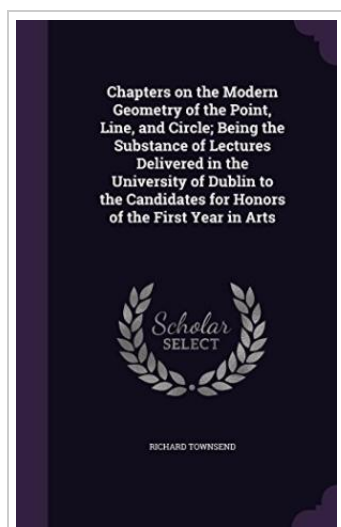 Chapters on the Modern
Geometry of the Point,
Line, and Circle; Being the
Substance of Lectures
Delivered in the
University of Dublin to
the Candidates for Honors
of the First Year in Arts
Scholar
SELECT
RICHARD TOWNSEND